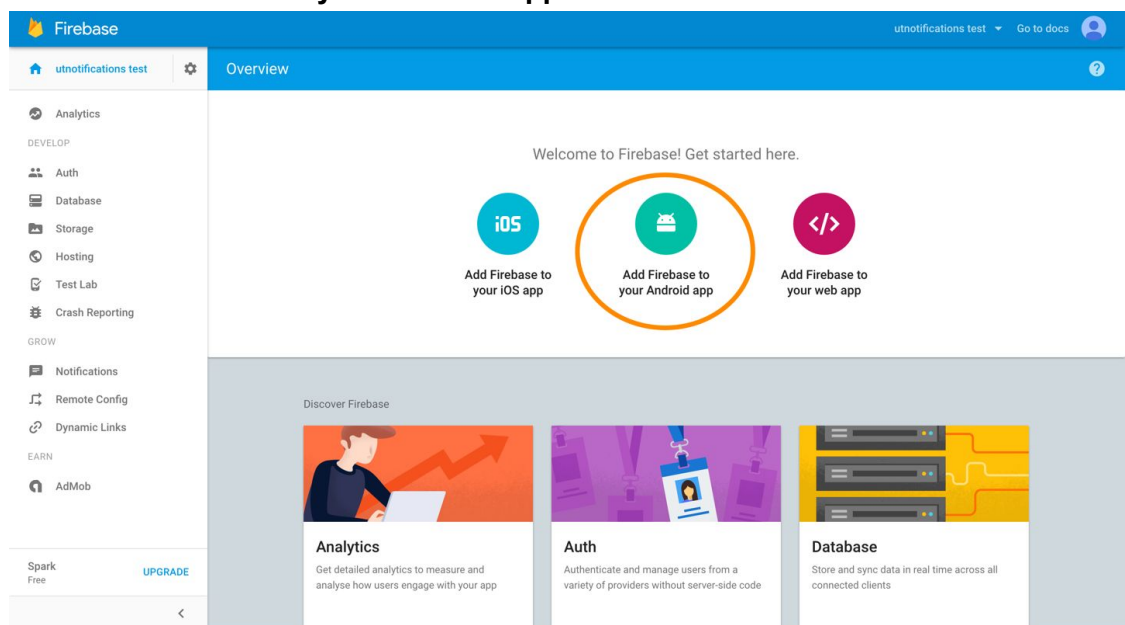 Firebase
utnotifications test
Go to docs
utnotifications test
Overview
Analytics
DEVELOP
Auth
Database
Storage
Hosting
Test Lab
Crash Reporting
GROW
Notifications
Remote Config
Dynamic Links
EARN
AdMob
Spark
Free
UPGRADE
Welcome to Firebase! Get started here.
iOS
Add Firebase to
your iOS app
Add Firebase to
your Android app
</>
Add Firebase to
your web app
Discover Firebase
Analytics
Get detailed analytics to measure and
analyse how users engage with your app
Auth
Authenticate and manage users from a
variety of providers without server-side code
Database
Store and sync data in real time across all
connected clients